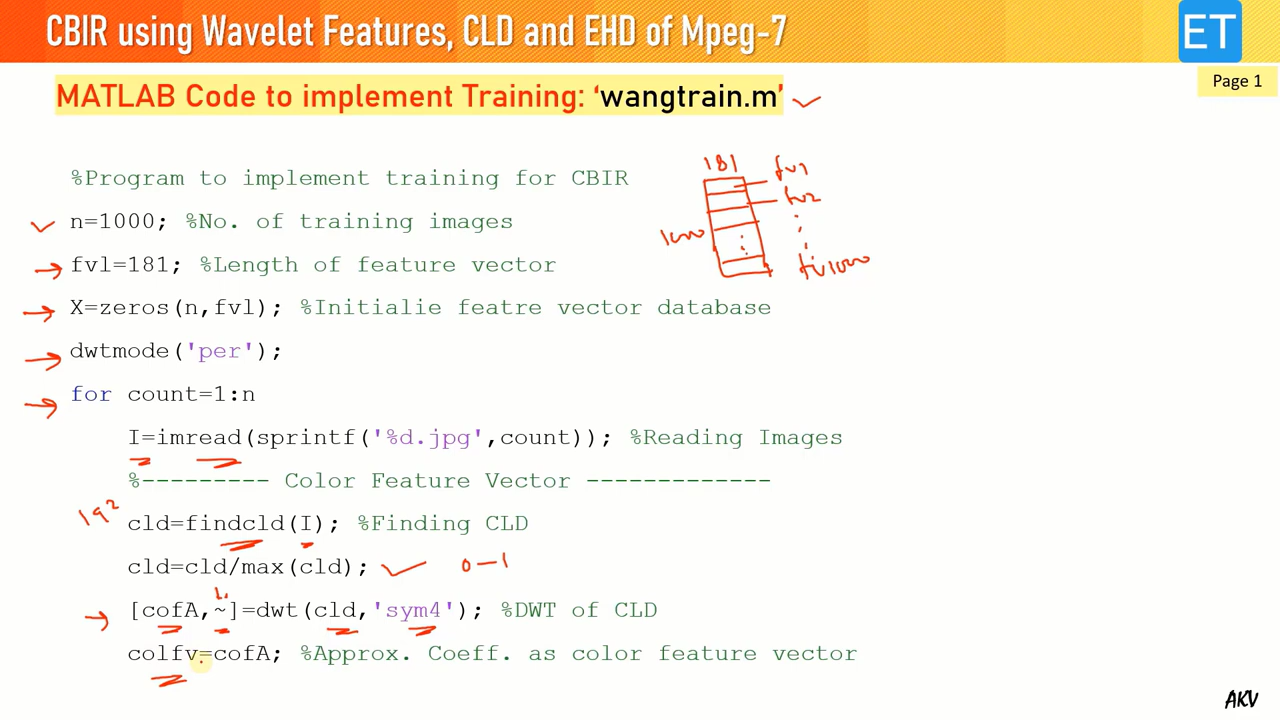 CBIR using Wavelet Features, CLD and EHD of Mpeg-7
ET
Page 1
MATLAB Code to implement Training: ‘wangtrain.m’
%Program to implement training for CBIR
n=1000; %No. of training images
fvl=181; %Length of feature vector
X=zeros(n,fvl); %Initialie featre vector database
dwtmode('per');
for count=1:n
I=imread(sprintf('%d.jpg',count)); %Reading Images
%--------- Color Feature Vector -------------
cld=findcld(I); %Finding CLD
cld=cld/max(cld);
[cofA,~]=dwt(cld,'sym4'); %DWT of CLD
colfv=cofA; %Approx. Coeff. as color feature vector
181
fv1
fv2
1000
fv1000
192
0-1
AKV